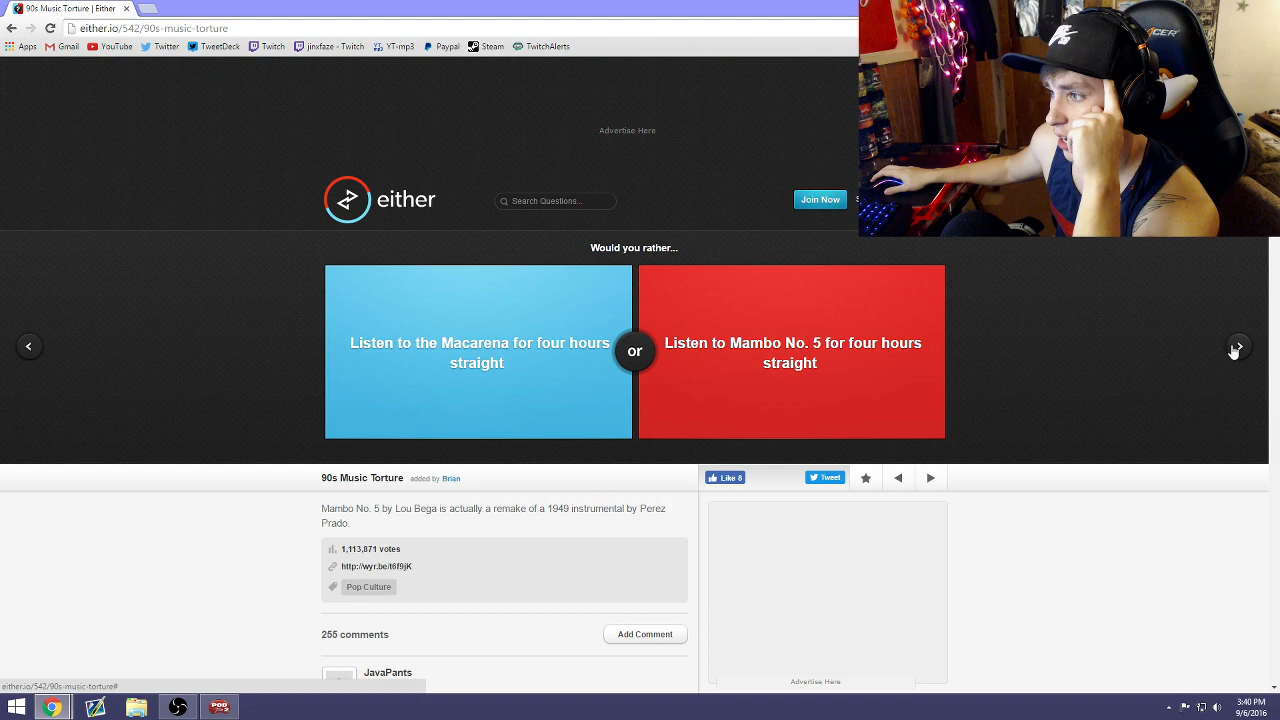 90s Music Torture | Either
either.io/542/90s-music-torture
Apps Gmail YouTube Twitter TweetDeck Twitch jinxfaze - Twitch YT-mp3 Paypal Steam TwitchAlerts
Advertise Here
either
Search Questions...
Join Now
Would you rather...
Listen to the Macarena for four hours
straight
or
Listen to Mambo No. 5 for four hours
straight
90s Music Torture added by Brian
Like 8
Tweet
Mambo No. 5 by Lou Bega is actually a remake of a 1949 instrumental by Perez
Prado.
1,113,871 votes
http://wyr.be/t6f9jK
Pop Culture
255 comments
Add Comment
JavaPants
Advertise Here
either.io/542/90s-music-torture#
3:40 PM
9/6/2016